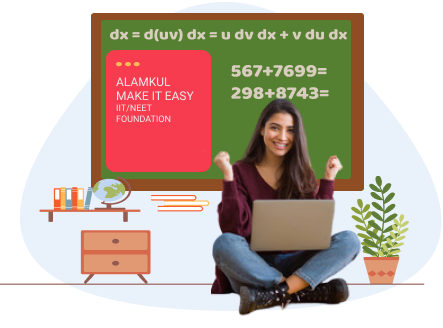 dx = d(uv) dx = u dv dx + v du dx
ALAMKUL
MAKE IT EASY
IIT/NEET
FOUNDATION
567+7699=
298+8743=